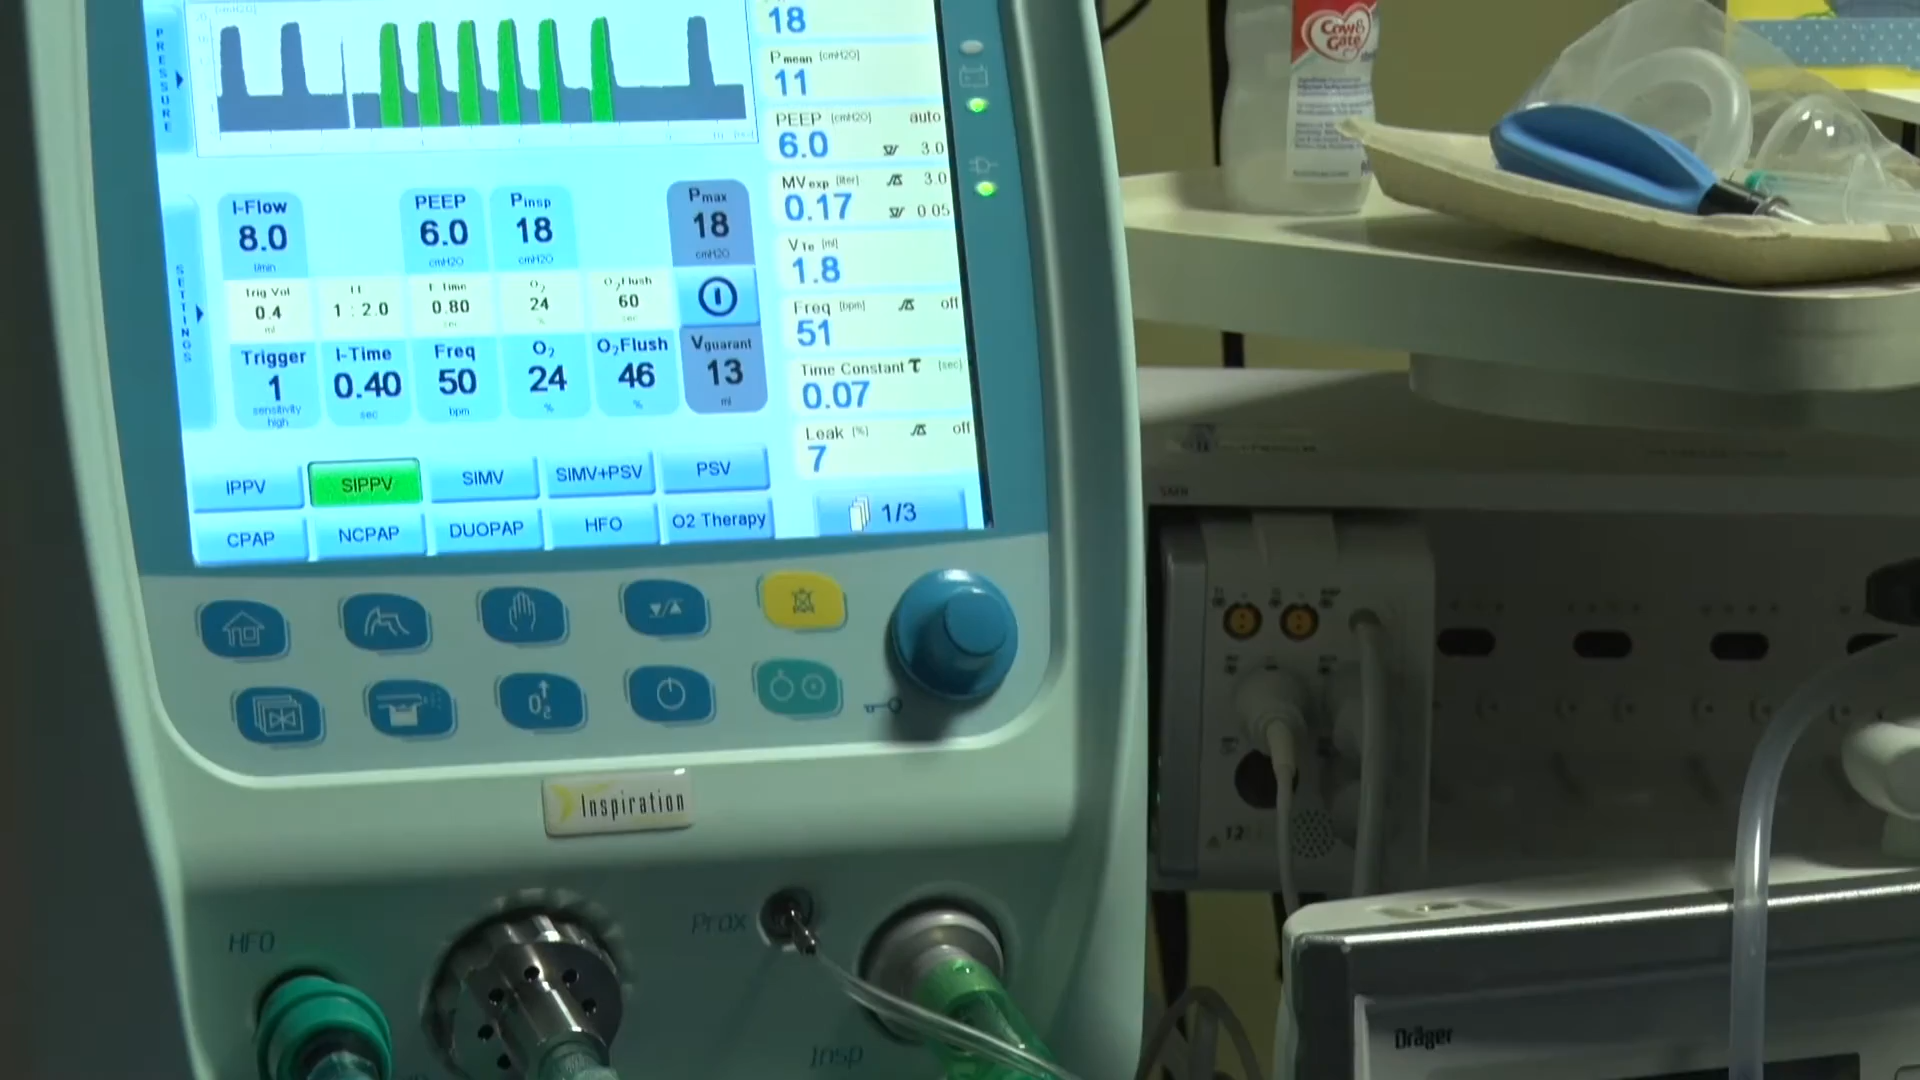 PRESSURE
18
Pmean [cmH2O]
11
PEEP [cmH2O] auto
6.0 3.0
MVexp [liter] 3.0
0.17 0.05
VTe [ml]
1.8
Freq [bpm] off
51
Time Constant τ [sec]
0.07
Leak [%] off
7
1/3
SETTINGS
I-Flow
8.0
l/min
PEEP
6.0
cmH2O
Pinsp
18
cmH2O
Pmax
18
cmH2O
Trig Vol
0.4
ml
1 : 2.0
0.80
sec
O2
24
%
O2Flush
60
sec
Trigger
1
sensitivity
high
I-Time
0.40
sec
Freq
50
bpm
O2
24
%
O2Flush
46
%
Vguarant
13
ml
IPPV SIPPV SIMV SIMV+PSV PSV
CPAP NCPAP DUOPAP HFO O2 Therapy
O2
Inspiration
HFO
Prox
Insp
Cow &
Gate
12
Dräger